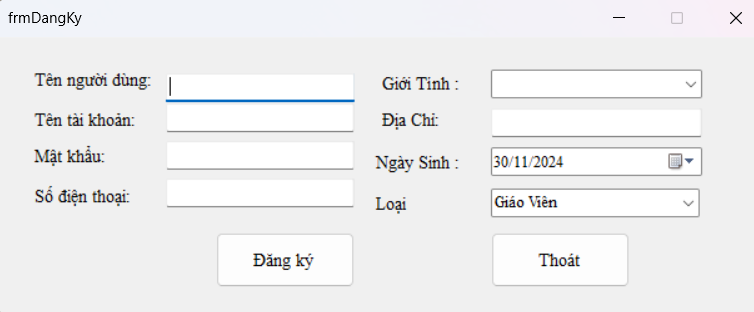 frmDangKy
Tên người dùng:
Giới Tính :
Tên tài khoản:
Địa Chỉ:
Mật khẩu:
Ngày Sinh :
30/11/2024
Số điện thoại:
Loại
Giáo Viên
Đăng ký
Thoát